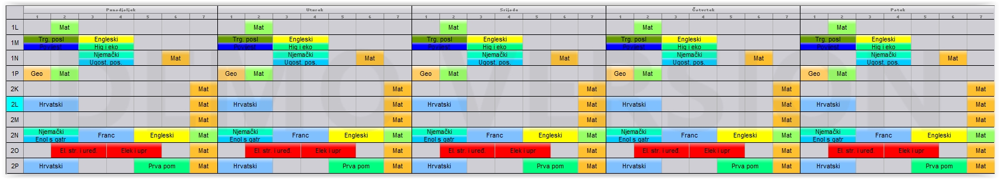 Ponedjeljak Utorak Srijeda Četvrtak Petak
1 2 3 4 5 6 7 1 2 3 4 5 6 7 1 2 3 4 5 6 7 1 2 3 4 5 6 7 1 2 3 4 5 6 7
1L Mat Mat Mat Mat Mat
1M Trg. posl Engleski Trg. posl Engleski Trg. posl Engleski Trg. posl Engleski Trg. posl Engleski
Povijest Hig i eko Povijest Hig i eko Povijest Hig i eko Povijest Hig i eko Povijest Hig i eko
1N Njemački Mat Njemački Mat Njemački Mat Njemački Mat Njemački Mat
Ugost. pos. Ugost. pos. Ugost. pos. Ugost. pos. Ugost. pos.
1P Geo Mat Geo Mat Geo Mat Geo Mat Geo Mat
2K Mat Mat Mat Mat Mat
2L Hrvatski Mat Hrvatski Mat Hrvatski Mat Hrvatski Mat Hrvatski Mat
2M Mat Mat Mat Mat Mat
2N Njemački Franc Engleski Mat Njemački Franc Engleski Mat Njemački Franc Engleski Mat Njemački Franc Engleski Mat Njemački Franc Engleski Mat
Enol s gatr Enol s gatr Enol s gatr Enol s gatr Enol s gatr
2O El. str. i uređ. Elek i upr Mat El. str. i uređ. Elek i upr Mat El. str. i uređ. Elek i upr Mat El. str. i uređ. Elek i upr Mat El. str. i uređ. Elek i upr Mat
2P Hrvatski Prva pom Mat Hrvatski Prva pom Mat Hrvatski Prva pom Mat Hrvatski Prva pom Mat Hrvatski Prva pom Mat
DEMO VERSION